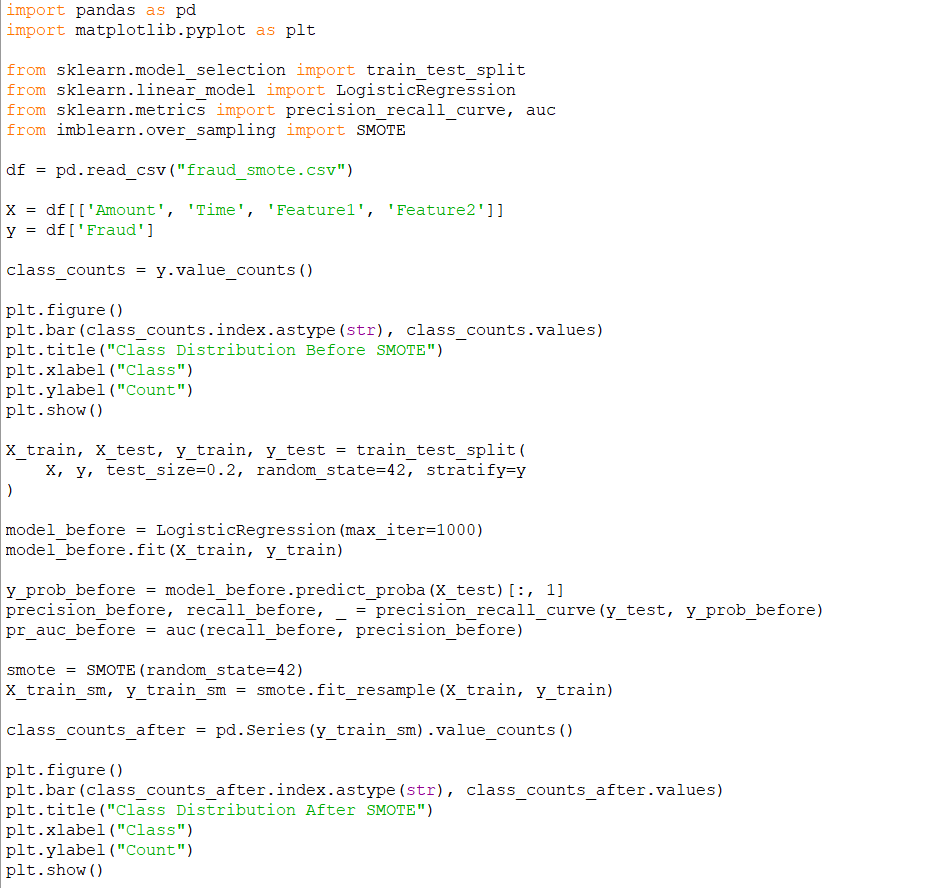 import pandas as pd
import matplotlib.pyplot as plt

from sklearn.model_selection import train_test_split
from sklearn.linear_model import LogisticRegression
from sklearn.metrics import precision_recall_curve, auc
from imblearn.over_sampling import SMOTE

df = pd.read_csv("fraud_smote.csv")

X = df[['Amount', 'Time', 'Feature1', 'Feature2']]
y = df['Fraud']

class_counts = y.value_counts()

plt.figure()
plt.bar(class_counts.index.astype(str), class_counts.values)
plt.title("Class Distribution Before SMOTE")
plt.xlabel("Class")
plt.ylabel("Count")
plt.show()

X_train, X_test, y_train, y_test = train_test_split(
    X, y, test_size=0.2, random_state=42, stratify=y
)

model_before = LogisticRegression(max_iter=1000)
model_before.fit(X_train, y_train)

y_prob_before = model_before.predict_proba(X_test)[:, 1]
precision_before, recall_before, _ = precision_recall_curve(y_test, y_prob_before)
pr_auc_before = auc(recall_before, precision_before)

smote = SMOTE(random_state=42)
X_train_sm, y_train_sm = smote.fit_resample(X_train, y_train)

class_counts_after = pd.Series(y_train_sm).value_counts()

plt.figure()
plt.bar(class_counts_after.index.astype(str), class_counts_after.values)
plt.title("Class Distribution After SMOTE")
plt.xlabel("Class")
plt.ylabel("Count")
plt.show()